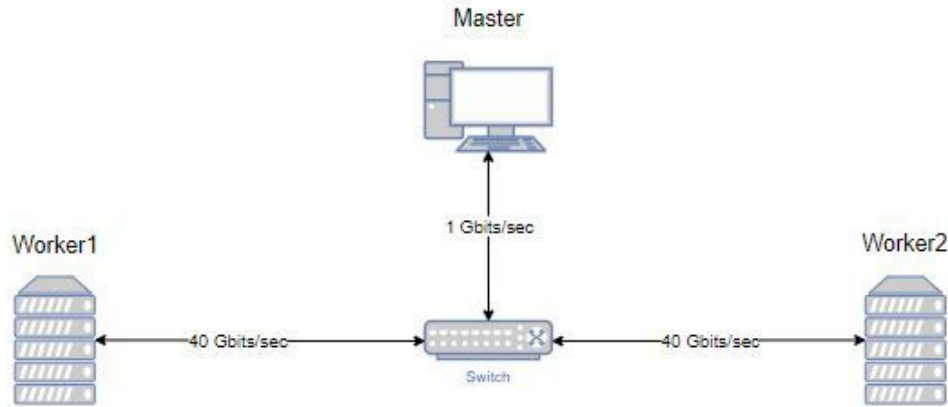 Master
1 Gbits/sec
Worker1
Worker2
40 Gbits/sec
40 Gbits/sec
Switch